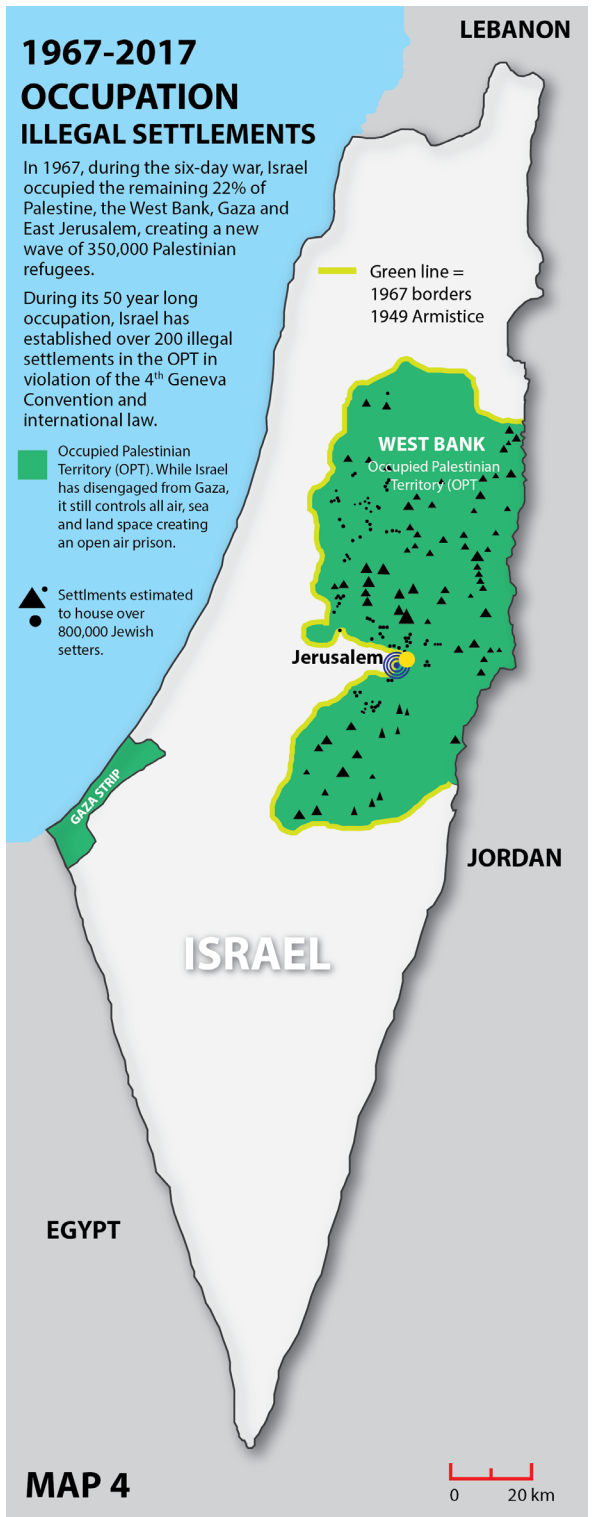 LEBANON
1967-2017
OCCUPATION
ILLEGAL SETTLEMENTS
In 1967, during the six-day war, Israel
occupied the remaining 22% of
Palestine, the West Bank, Gaza and
East Jerusalem, creating a new
wave of 350,000 Palestinian
refugees.
During its 50 year long
occupation, Israel has
established over 200 illegal
settlements in the OPT in
violation of the 4th Geneva
Convention and
international law.
Green line =
1967 borders
1949 Armistice
Occupied Palestinian
Territory (OPT). While Israel
has disengaged from Gaza,
it still controls all air, sea
and land space creating
an open air prison.
Settlments estimated
to house over
800,000 Jewish
setters.
WEST BANK
Occupied Palestinian
Territory (OPT
Jerusalem
GAZA STRIP
JORDAN
ISRAEL
EGYPT
MAP 4
0 20 km